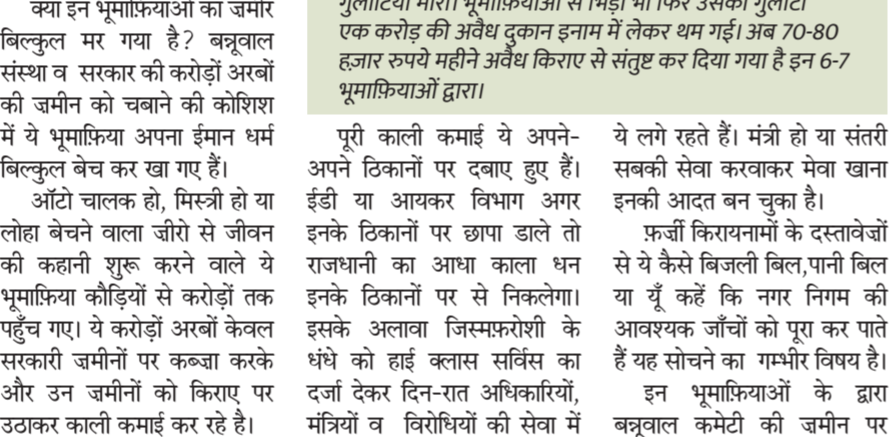 क्या इन भूमाफ़ियाओं का ज़मीर
बिल्कुल मर गया है? बन्नूवाल
संस्था व सरकार की करोड़ों अरबों
की ज़मीन को चबाने की कोशिश
में ये भूमाफ़िया अपना ईमान धर्म
बिल्कुल बेच कर खा गए हैं।
ऑटो चालक हो, मिस्त्री हो या
लोहा बेचने वाला ज़ीरो से जीवन
की कहानी शुरू करने वाले ये
भूमाफ़िया कौड़ियों से करोड़ों तक
पहुँच गए। ये करोड़ों अरबों केवल
सरकारी ज़मीनों पर कब्ज़ा करके
और उन ज़मीनों को किराए पर
उठाकर काली कमाई कर रहे है।
गुलाटियाँ मारी। भूमाफ़ियाओं से भिड़ा भी फिर उसकी गुलाटी
एक करोड़ की अवैध दुकान इनाम में लेकर थम गई। अब 70-80
हज़ार रुपये महीने अवैध किराए से संतुष्ट कर दिया गया है इन 6-7
भूमाफ़ियाओं द्वारा।
पूरी काली कमाई ये अपने-
अपने ठिकानों पर दबाए हुए हैं।
ईडी या आयकर विभाग अगर
इनके ठिकानों पर छापा डाले तो
राजधानी का आधा काला धन
इनके ठिकानों पर से निकलेगा।
इसके अलावा जिस्मफ़रोशी के
धंधे को हाई क्लास सर्विस का
दर्जा देकर दिन-रात अधिकारियों,
मंत्रियों व विरोधियों की सेवा में
ये लगे रहते हैं। मंत्री हो या संतरी
सबकी सेवा करवाकर मेवा खाना
इनकी आदत बन चुका है।
फ़र्ज़ी किरायनामों के दस्तावेजों
से ये कैसे बिजली बिल,पानी बिल
या यूँ कहें कि नगर निगम की
आवश्यक जाँचों को पूरा कर पाते
हैं यह सोचने का गम्भीर विषय है।
इन भूमाफ़ियाओं के द्वारा
बन्नूवाल कमेटी की ज़मीन पर